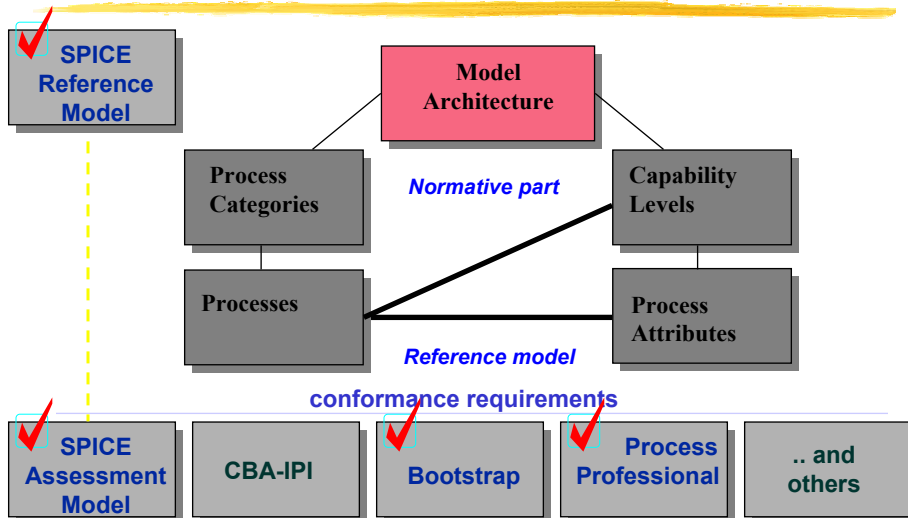 SPICE
Reference
Model
Model
Architecture
Process
Categories
Normative part
Capability
Levels
Processes
Process
Attributes
Reference model
conformance requirements
SPICE
Assessment
Model
CBA-IPI
Bootstrap
Process
Professional
.. and
others